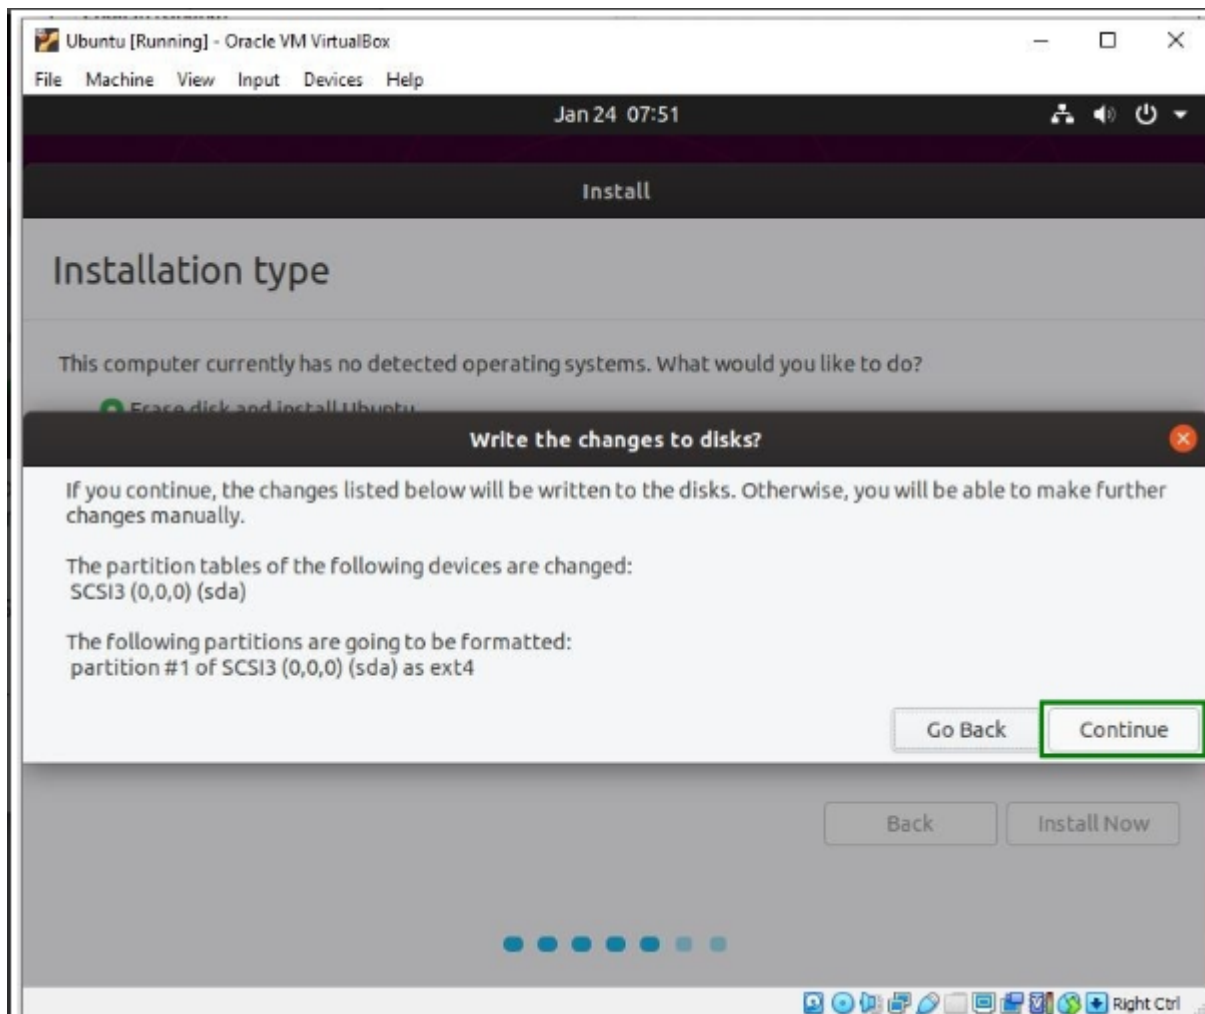 Ubuntu [Running] - Oracle VM VirtualBox
File Machine View Input Devices Help
Jan 24 07:51
Install
Installation type
This computer currently has no detected operating systems. What would you like to do?
Erase disk and install Ubuntu
Write the changes to disks?
If you continue, the changes listed below will be written to the disks. Otherwise, you will be able to make further
changes manually.
The partition tables of the following devices are changed:
SCSI3 (0,0,0) (sda)
The following partitions are going to be formatted:
partition #1 of SCSI3 (0,0,0) (sda) as ext4
Go Back Continue
Back Install Now
Right Ctrl